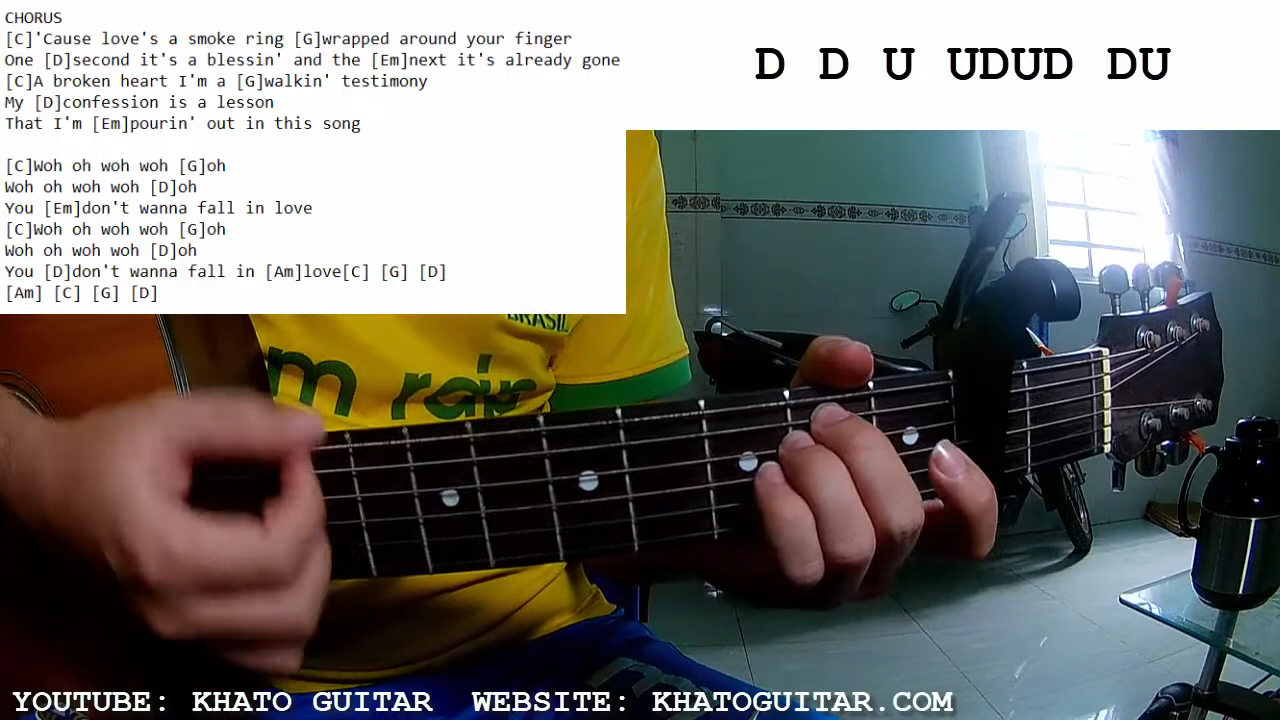 CHORUS
[C]'Cause love's a smoke ring [G]wrapped around your finger
One [D]second it's a blessin' and the [Em]next it's already gone
[C]A broken heart I'm a [G]walkin' testimony
My [D]confession is a lesson
That I'm [Em]pourin' out in this song
[C]Woh oh woh woh [G]oh
Woh oh woh woh [D]oh
You [Em]don't wanna fall in love
[C]Woh oh woh woh [G]oh
Woh oh woh woh [D]oh
You [D]don't wanna fall in [Am]love[C] [G] [D]
[Am] [C] [G] [D]
D D U UDUD DU
BRASIL
YOUTUBE: KHATO GUITAR WEBSITE: KHATOGUITAR.COM